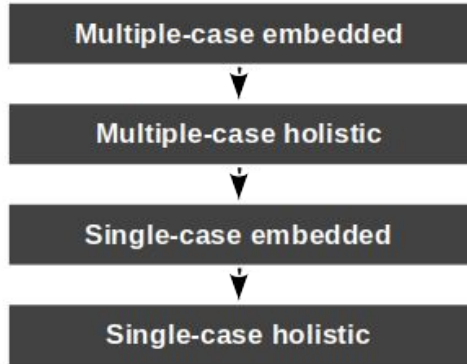 Multiple-case embedded
Multiple-case holistic
Single-case embedded
Single-case holistic